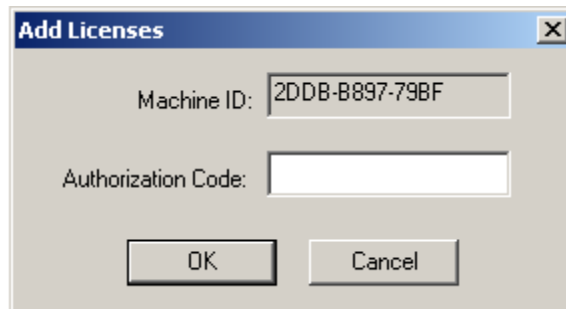 Add Licenses
Machine ID: 2DDB-B897-79BF
Authorization Code:
OK Cancel